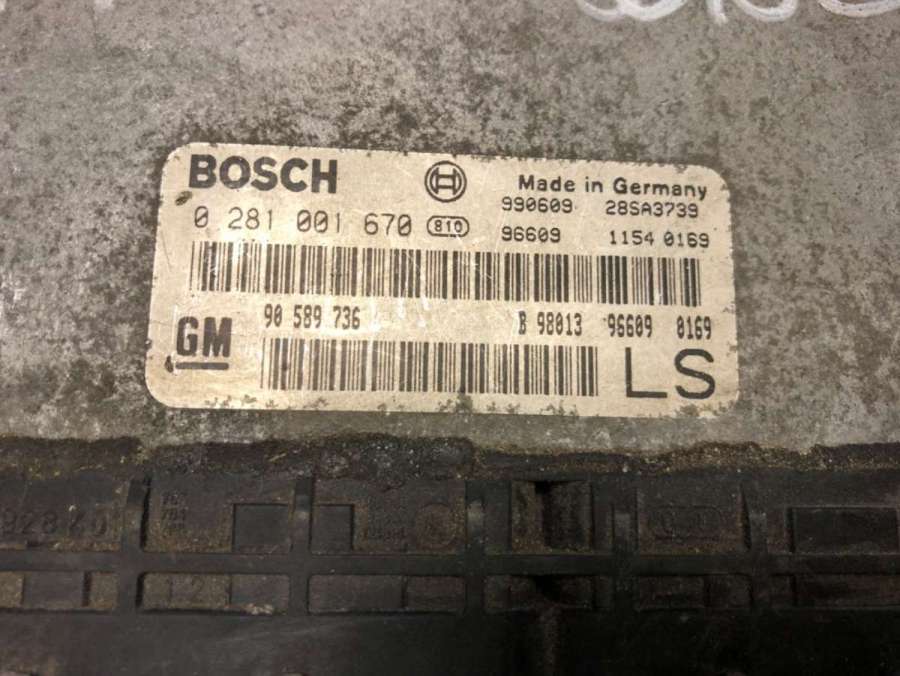 BOSCH Made in Germany
990609 28SA3739
0 281 001 670 810 96609 1154 0169
90 589 736 B 98013 96609 0169
GM LS